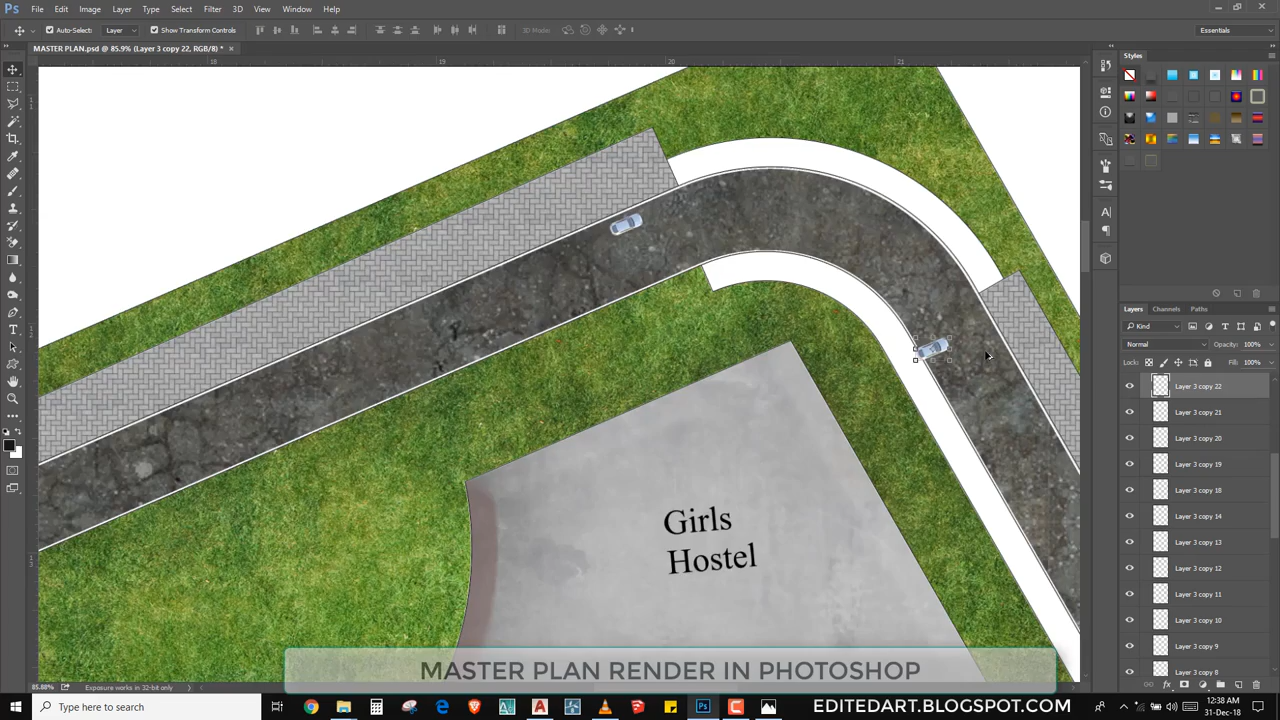 Ps File Edit Image Layer Type Select Filter 3D View Window Help
Auto-Select: Layer Show Transform Controls 3D Mode: Essentials
MASTER PLAN.psd @ 85.9% (Layer 3 copy 22, RGB/8) * ×
18 19 20 21
Styles
Girls
Hostel
Layers Channels Paths
Kind
Normal Opacity: 100%
Lock: Fill: 100%
Layer 3 copy 22
Layer 3 copy 21
Layer 3 copy 20
Layer 3 copy 19
Layer 3 copy 18
Layer 3 copy 14
Layer 3 copy 13
Layer 3 copy 12
Layer 3 copy 11
Layer 3 copy 10
Layer 3 copy 9
Layer 3 copy 8
MASTER PLAN RENDER IN PHOTOSHOP
85.88% Exposure works in 32-bit only
Type here to search
EDITEDART.BLOGSPOT.COM
12:38 AM
31-Dec-18